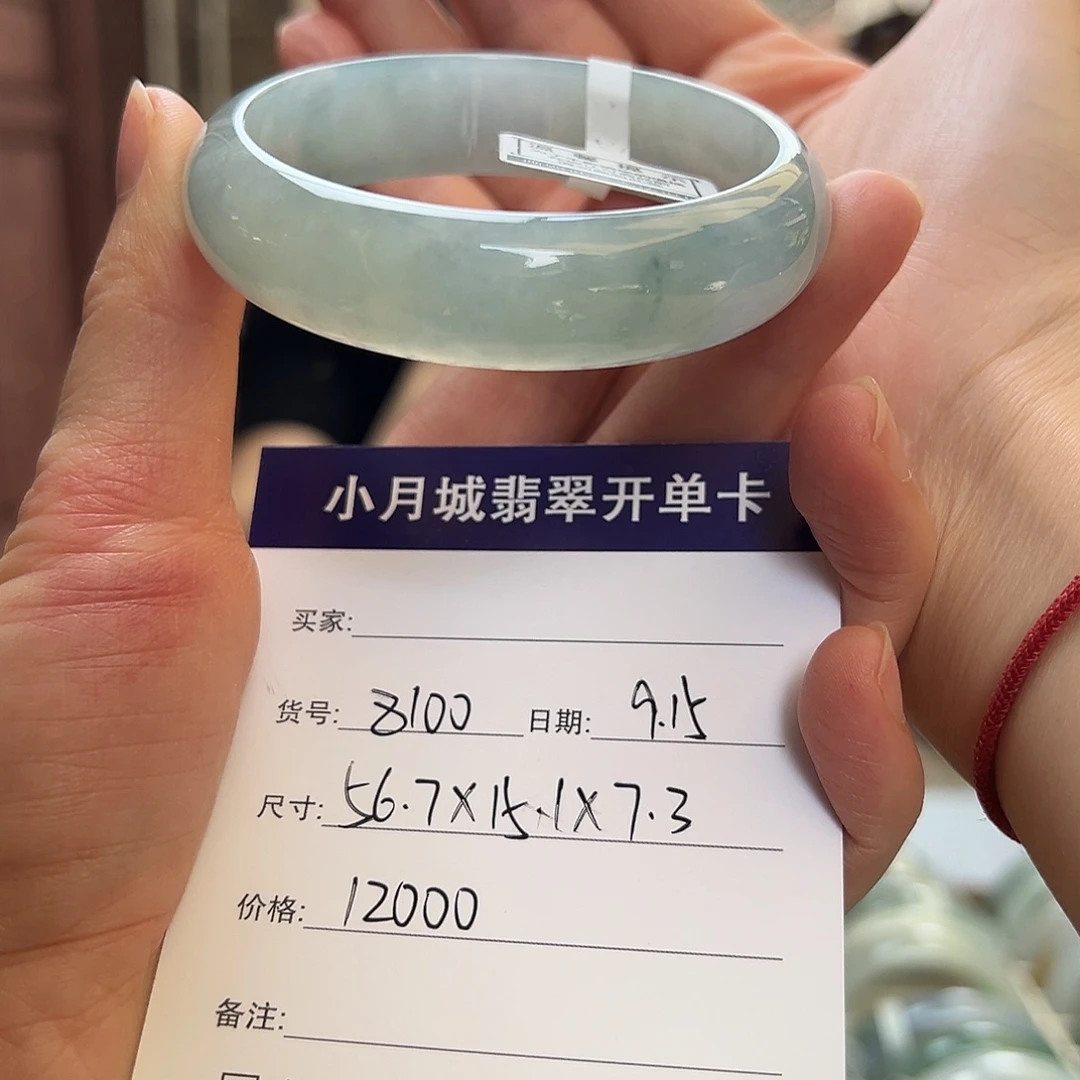 小月城翡翠开单卡
买家:
货号: 8100 日期: 9.15
尺寸: 56.7X15.1X7.3
价格: 12000
备注: